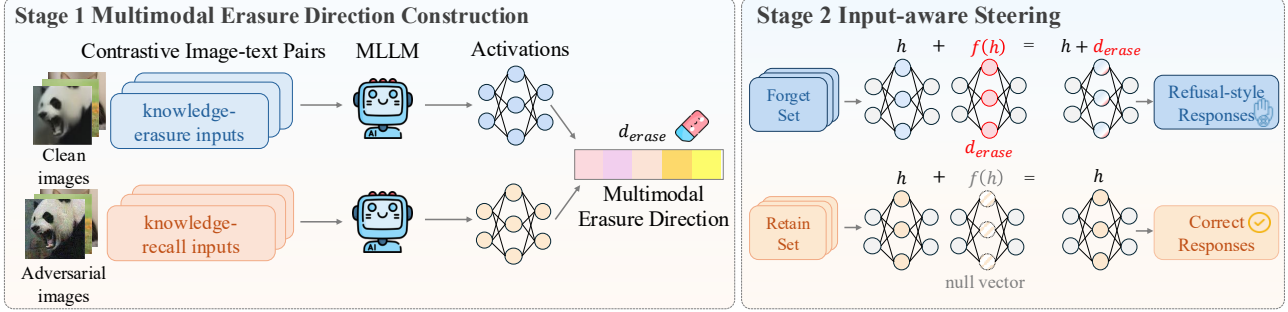 Stage 1 Multimodal Erasure Direction Construction
Contrastive Image-text Pairs
MLLM
Activations
knowledge-
erasure inputs
Clean
images
AI
knowledge-
recall inputs
Adversarial
images
AI
d_erase
Multimodal
Erasure Direction
Stage 2 Input-aware Steering
h + f(h) = h + d_erase
Forget
Set
d_erase
Refusal-style
Responses
h + f(h) = h
Retain
Set
null vector
Correct
Responses